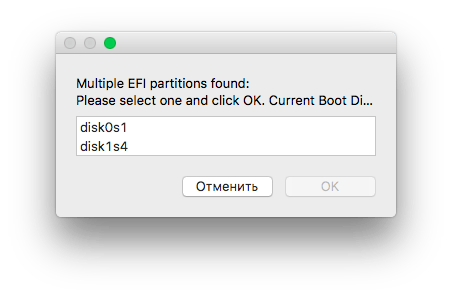 Multiple EFI partitions found:
Please select one and click OK. Current Boot Di...
disk0s1
disk1s4
Отменить
OK